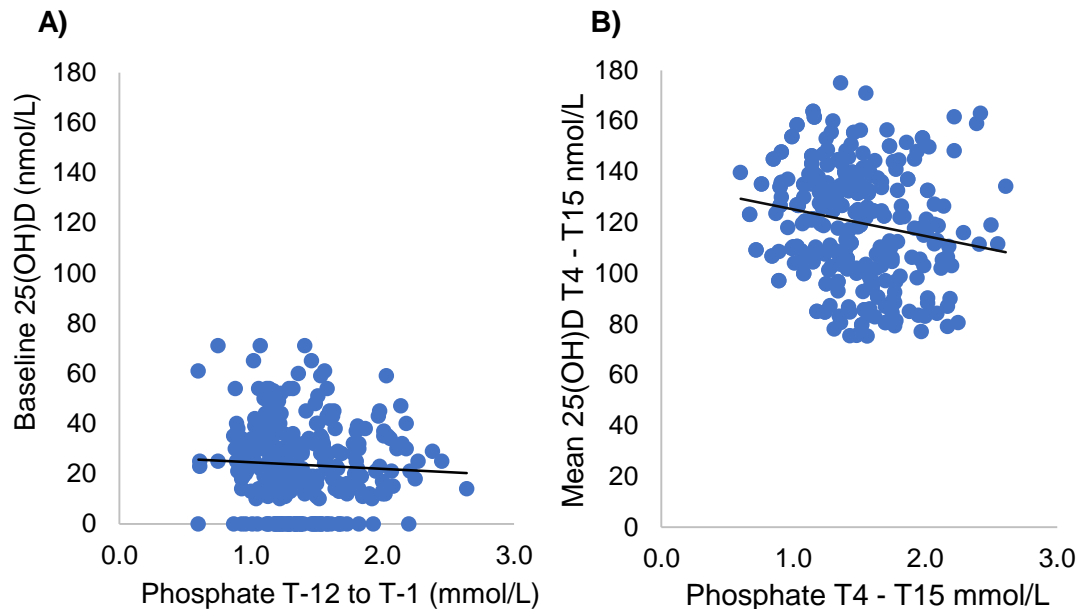 A)
Baseline 25(OH)D (nmol/L)
180
160
140
120
100
80
60
40
20
0
0.0 1.0 2.0 3.0
Phosphate T-12 to T-1 (mmol/L)
B)
Mean 25(OH)D T4 - T15 nmol/L
180
160
140
120
100
80
60
40
20
0
0.0 1.0 2.0 3.0
Phosphate T4 - T15 mmol/L